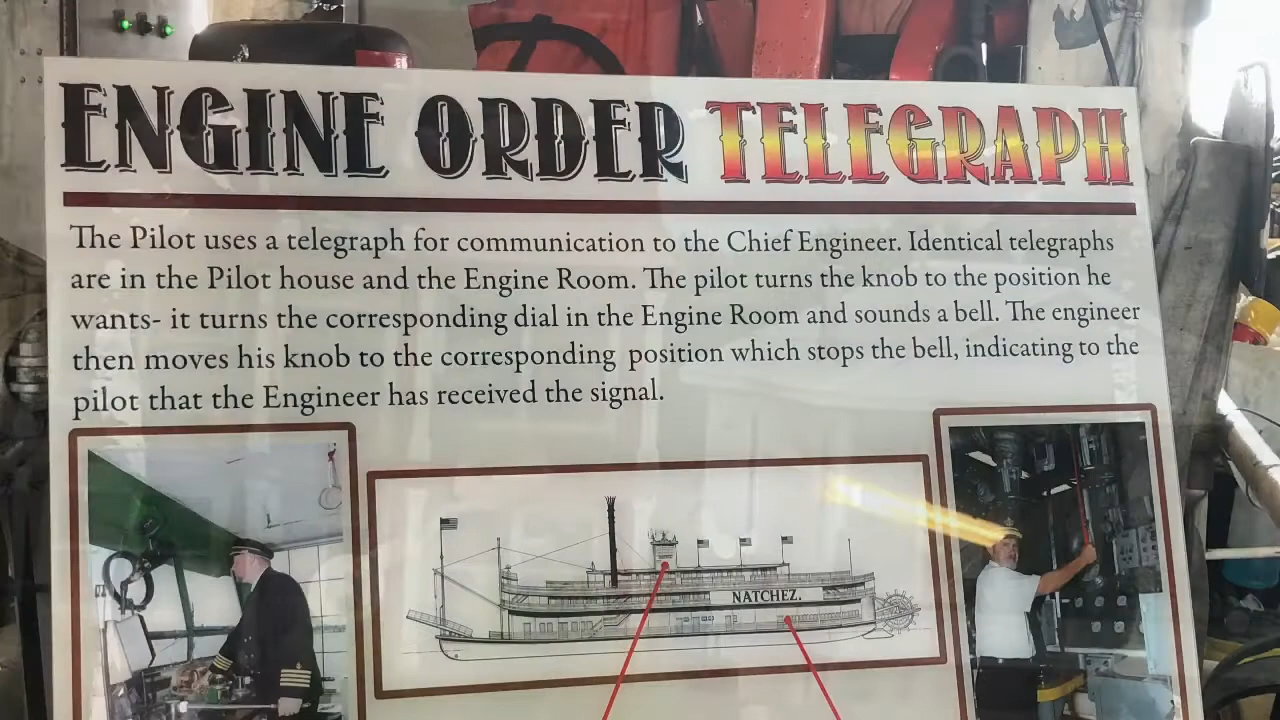 ENGINE ORDER TELEGRAPH
The Pilot uses a telegraph for communication to the Chief Engineer. Identical telegraphs
are in the Pilot house and the Engine Room. The pilot turns the knob to the position he
wants- it turns the corresponding dial in the Engine Room and sounds a bell. The engineer
then moves his knob to the corresponding position which stops the bell, indicating to the
pilot that the Engineer has received the signal.
NATCHEZ.